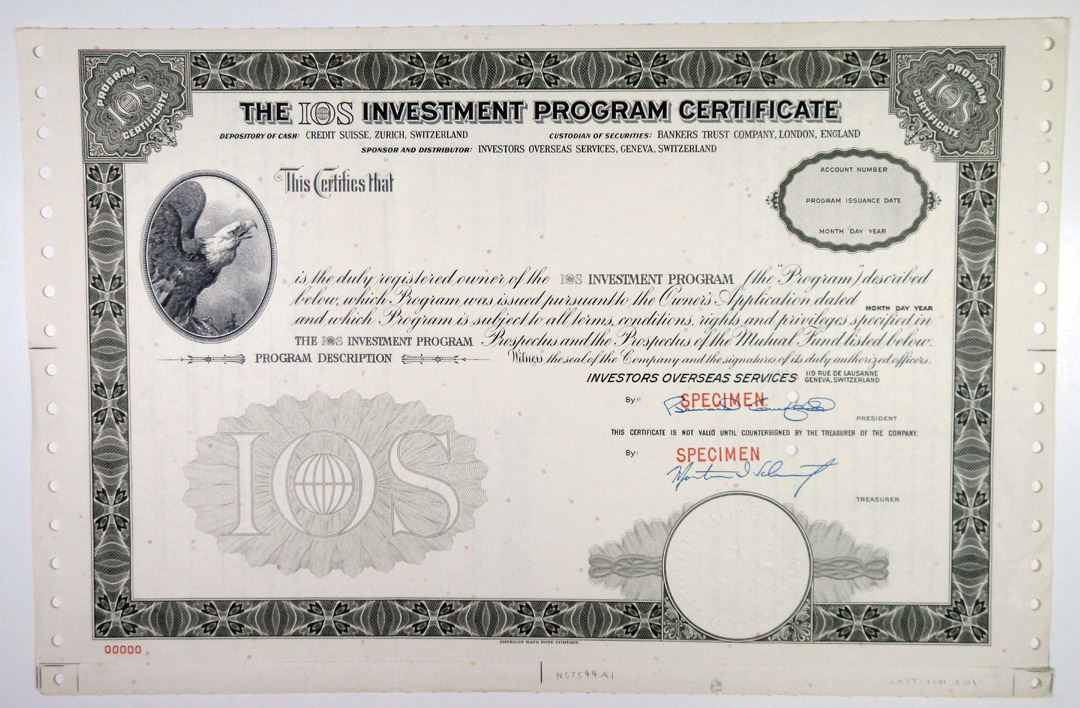 PROGRAM IOS CERTIFICATE
PROGRAM IOS CERTIFICATE
THE IOS INVESTMENT PROGRAM CERTIFICATE
DEPOSITORY OF CASH: CREDIT SUISSE, ZURICH, SWITZERLAND CUSTODIAN OF SECURITIES: BANKERS TRUST COMPANY, LONDON, ENGLAND
SPONSOR AND DISTRIBUTOR: INVESTORS OVERSEAS SERVICES, GENEVA, SWITZERLAND
This Certifies that
ACCOUNT NUMBER
PROGRAM ISSUANCE DATE
MONTH DAY YEAR
is the duly registered owner of the IOS INVESTMENT PROGRAM (the "Program") described
below, which Program was issued pursuant to the Owner's Application dated MONTH DAY YEAR
and which Program is subject to all terms, conditions, rights and privileges specified in
THE IOS INVESTMENT PROGRAM Prospectus and the Prospectus of the Mutual Fund listed below.
PROGRAM DESCRIPTION Witness the seal of the Company and the signatures of its duly authorized officers.
INVESTORS OVERSEAS SERVICES 119 RUE DE LAUSANNE
GENEVA, SWITZERLAND
By: SPECIMEN
PRESIDENT
THIS CERTIFICATE IS NOT VALID UNTIL COUNTERSIGNED BY THE TREASURER OF THE COMPANY.
By: SPECIMEN
TREASURER
IOS
00000
AMERICAN BANK NOTE COMPANY.
N57544A1